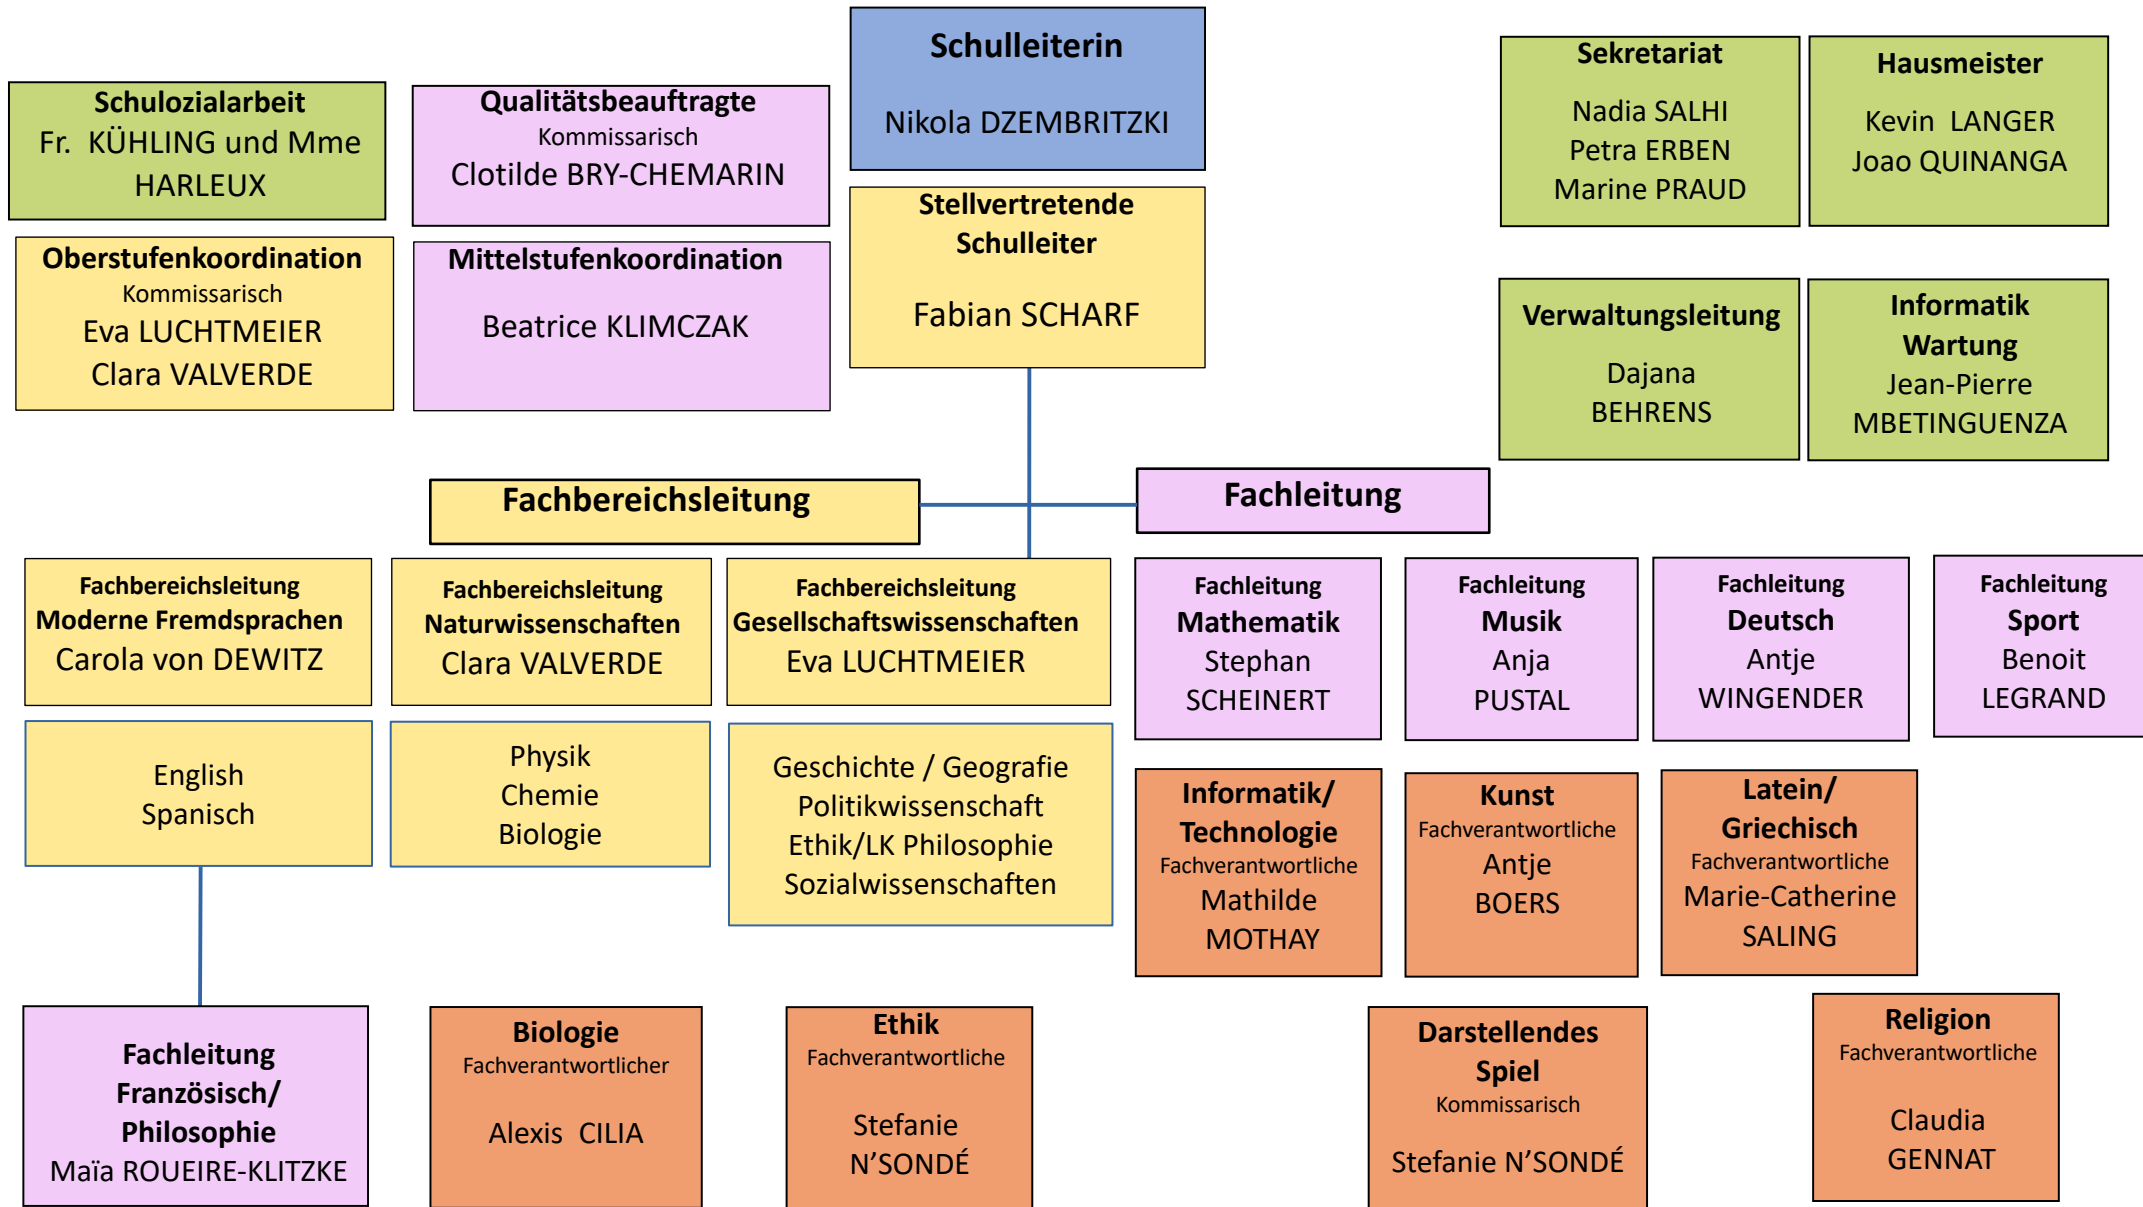 Schulleiterin
Nikola DZEMBRITZKI
Schulozialarbeit
Fr.  KÜHLING und Mme
HARLEUX
Qualitätsbeauftragte
Kommissarisch
Clotilde BRY-CHEMARIN
Sekretariat
Nadia SALHI
Petra ERBEN
Marine PRAUD
Hausmeister
Kevin  LANGER
Joao QUINANGA
Stellvertretende
Schulleiter
Fabian SCHARF
Oberstufenkoordination
Kommissarisch
Eva LUCHTMEIER
Clara VALVERDE
Mittelstufenkoordination
Beatrice KLIMCZAK
Verwaltungsleitung
Dajana
BEHRENS
Informatik
Wartung
Jean-Pierre
MBETINGUENZA
Fachbereichsleitung
Fachleitung
Fachbereichsleitung
Moderne Fremdsprachen
Carola von DEWITZ
Fachbereichsleitung
Naturwissenschaften
Clara VALVERDE
Fachbereichsleitung
Gesellschaftswissenschaften
Eva LUCHTMEIER
Fachleitung
Mathematik
Stephan
SCHEINERT
Fachleitung
Musik
Anja
PUSTAL
Fachleitung
Deutsch
Antje
WINGENDER
Fachleitung
Sport
Benoit
LEGRAND
English
Spanisch
Physik
Chemie
Biologie
Geschichte / Geografie
Politikwissenschaft
Ethik/LK Philosophie
Sozialwissenschaften
Informatik/
Technologie
Fachverantwortliche
Mathilde
MOTHAY
Kunst
Fachverantwortliche
Antje
BOERS
Latein/
Griechisch
Fachverantwortliche
Marie-Catherine
SALING
Fachleitung
Französisch/
Philosophie
Maïa ROUEIRE-KLITZKE
Biologie
Fachverantwortlicher
Alexis  CILIA
Ethik
Fachverantwortliche
Stefanie
N’SONDÉ
Darstellendes
Spiel
Kommissarisch
Stefanie N’SONDÉ
Religion
Fachverantwortliche
Claudia
GENNAT